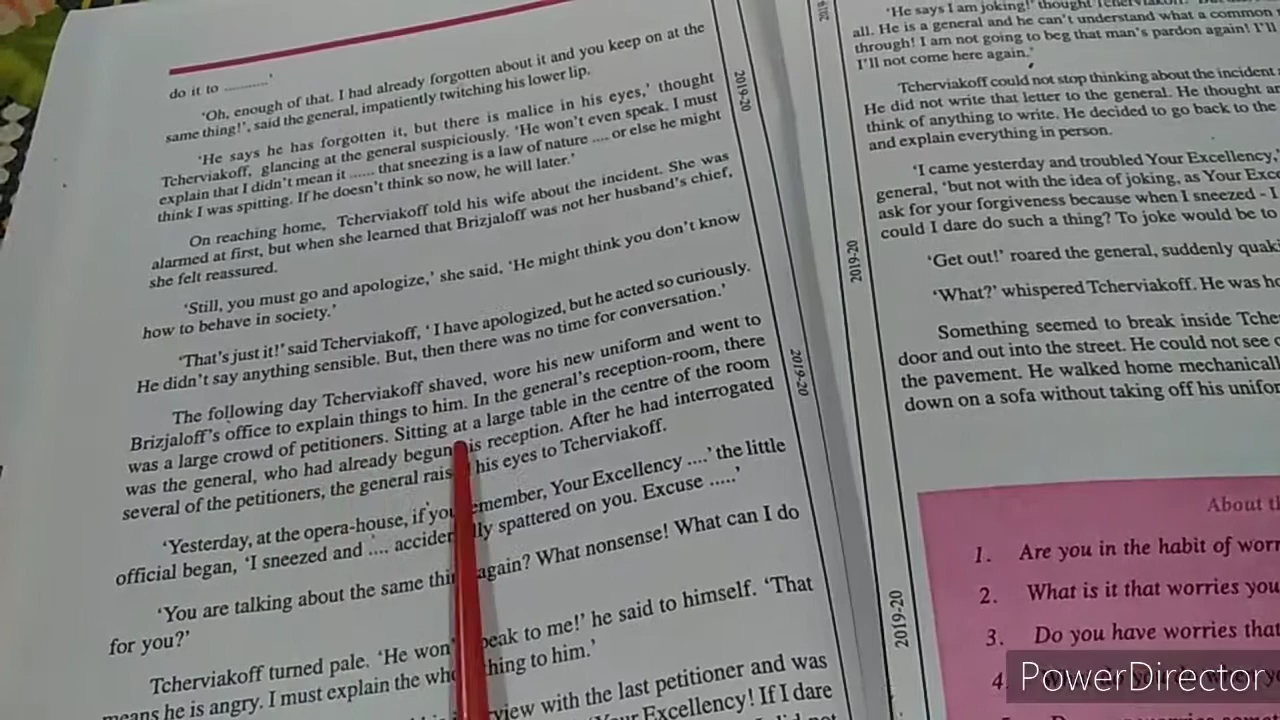 do it to ............'
'Oh, enough of that. I had already forgotten about it and you keep on at the
same thing!', said the general, impatiently twitching his lower lip.
'He says he has forgotten it, but there is malice in his eyes,' thought
Tcherviakoff, glancing at the general suspiciously. 'He won't even speak. I must
explain that I didn't mean it ...... that sneezing is a law of nature .... or else he might
think I was spitting. If he doesn't think so now, he will later.'
On reaching home, Tcherviakoff told his wife about the incident. She was
alarmed at first, but when she learned that Brizjaloff was not her husband's chief,
she felt reassured.
'Still, you must go and apologize,' she said, 'He might think you don't know
how to behave in society.'
'That's just it!' said Tcherviakoff, 'I have apologized, but he acted so curiously.
He didn't say anything sensible. But, then there was no time for conversation.'
The following day Tcherviakoff shaved, wore his new uniform and went to
Brizjaloff's office to explain things to him. In the general's reception-room, there
was a large crowd of petitioners. Sitting at a large table in the centre of the room
was the general, who had already begun his reception. After he had interrogated
several of the petitioners, the general rais his eyes to Tcherviakoff.
'Yesterday, at the opera-house, if you remember, Your Excellency ....' the little
official began, 'I sneezed and .... acciden lly spattered on you. Excuse .....'
'You are talking about the same thin again? What nonsense! What can I do
for you?'
Tcherviakoff turned pale. 'He won' speak to me!' he said to himself. 'That
means he is angry. I must explain the who thing to him.'
view with the last petitioner and was
Your Excellency! If I dare
did not
2019-20
2019-20
2019-20
'He says I am joking!' thought Tcherviakoff.
all. He is a general and he can't understand what a common
through! I am not going to beg that man's pardon again! I'll
I'll not come here again.'
Tcherviakoff could not stop thinking about the incident
He did not write that letter to the general. He thought
think of anything to write. He decided to go back to the
and explain everything in person.
'I came yesterday and troubled Your Excellency,'
general, 'but not with the idea of joking, as Your Exce
ask for your forgiveness because when I sneezed - I
could I dare do such a thing? To joke would be to
'Get out!' roared the general, suddenly quaki
'What?' whispered Tcherviakoff. He was
Something seemed to break inside Tche
door and out into the street. He could not see
the pavement. He walked home mechanicall
down on a sofa without taking off his unifor
2019-20
2019-20
About th
1. Are you in the habit of worr
2. What is it that worries you
3. Do you have worries that
4.
PowerDirector